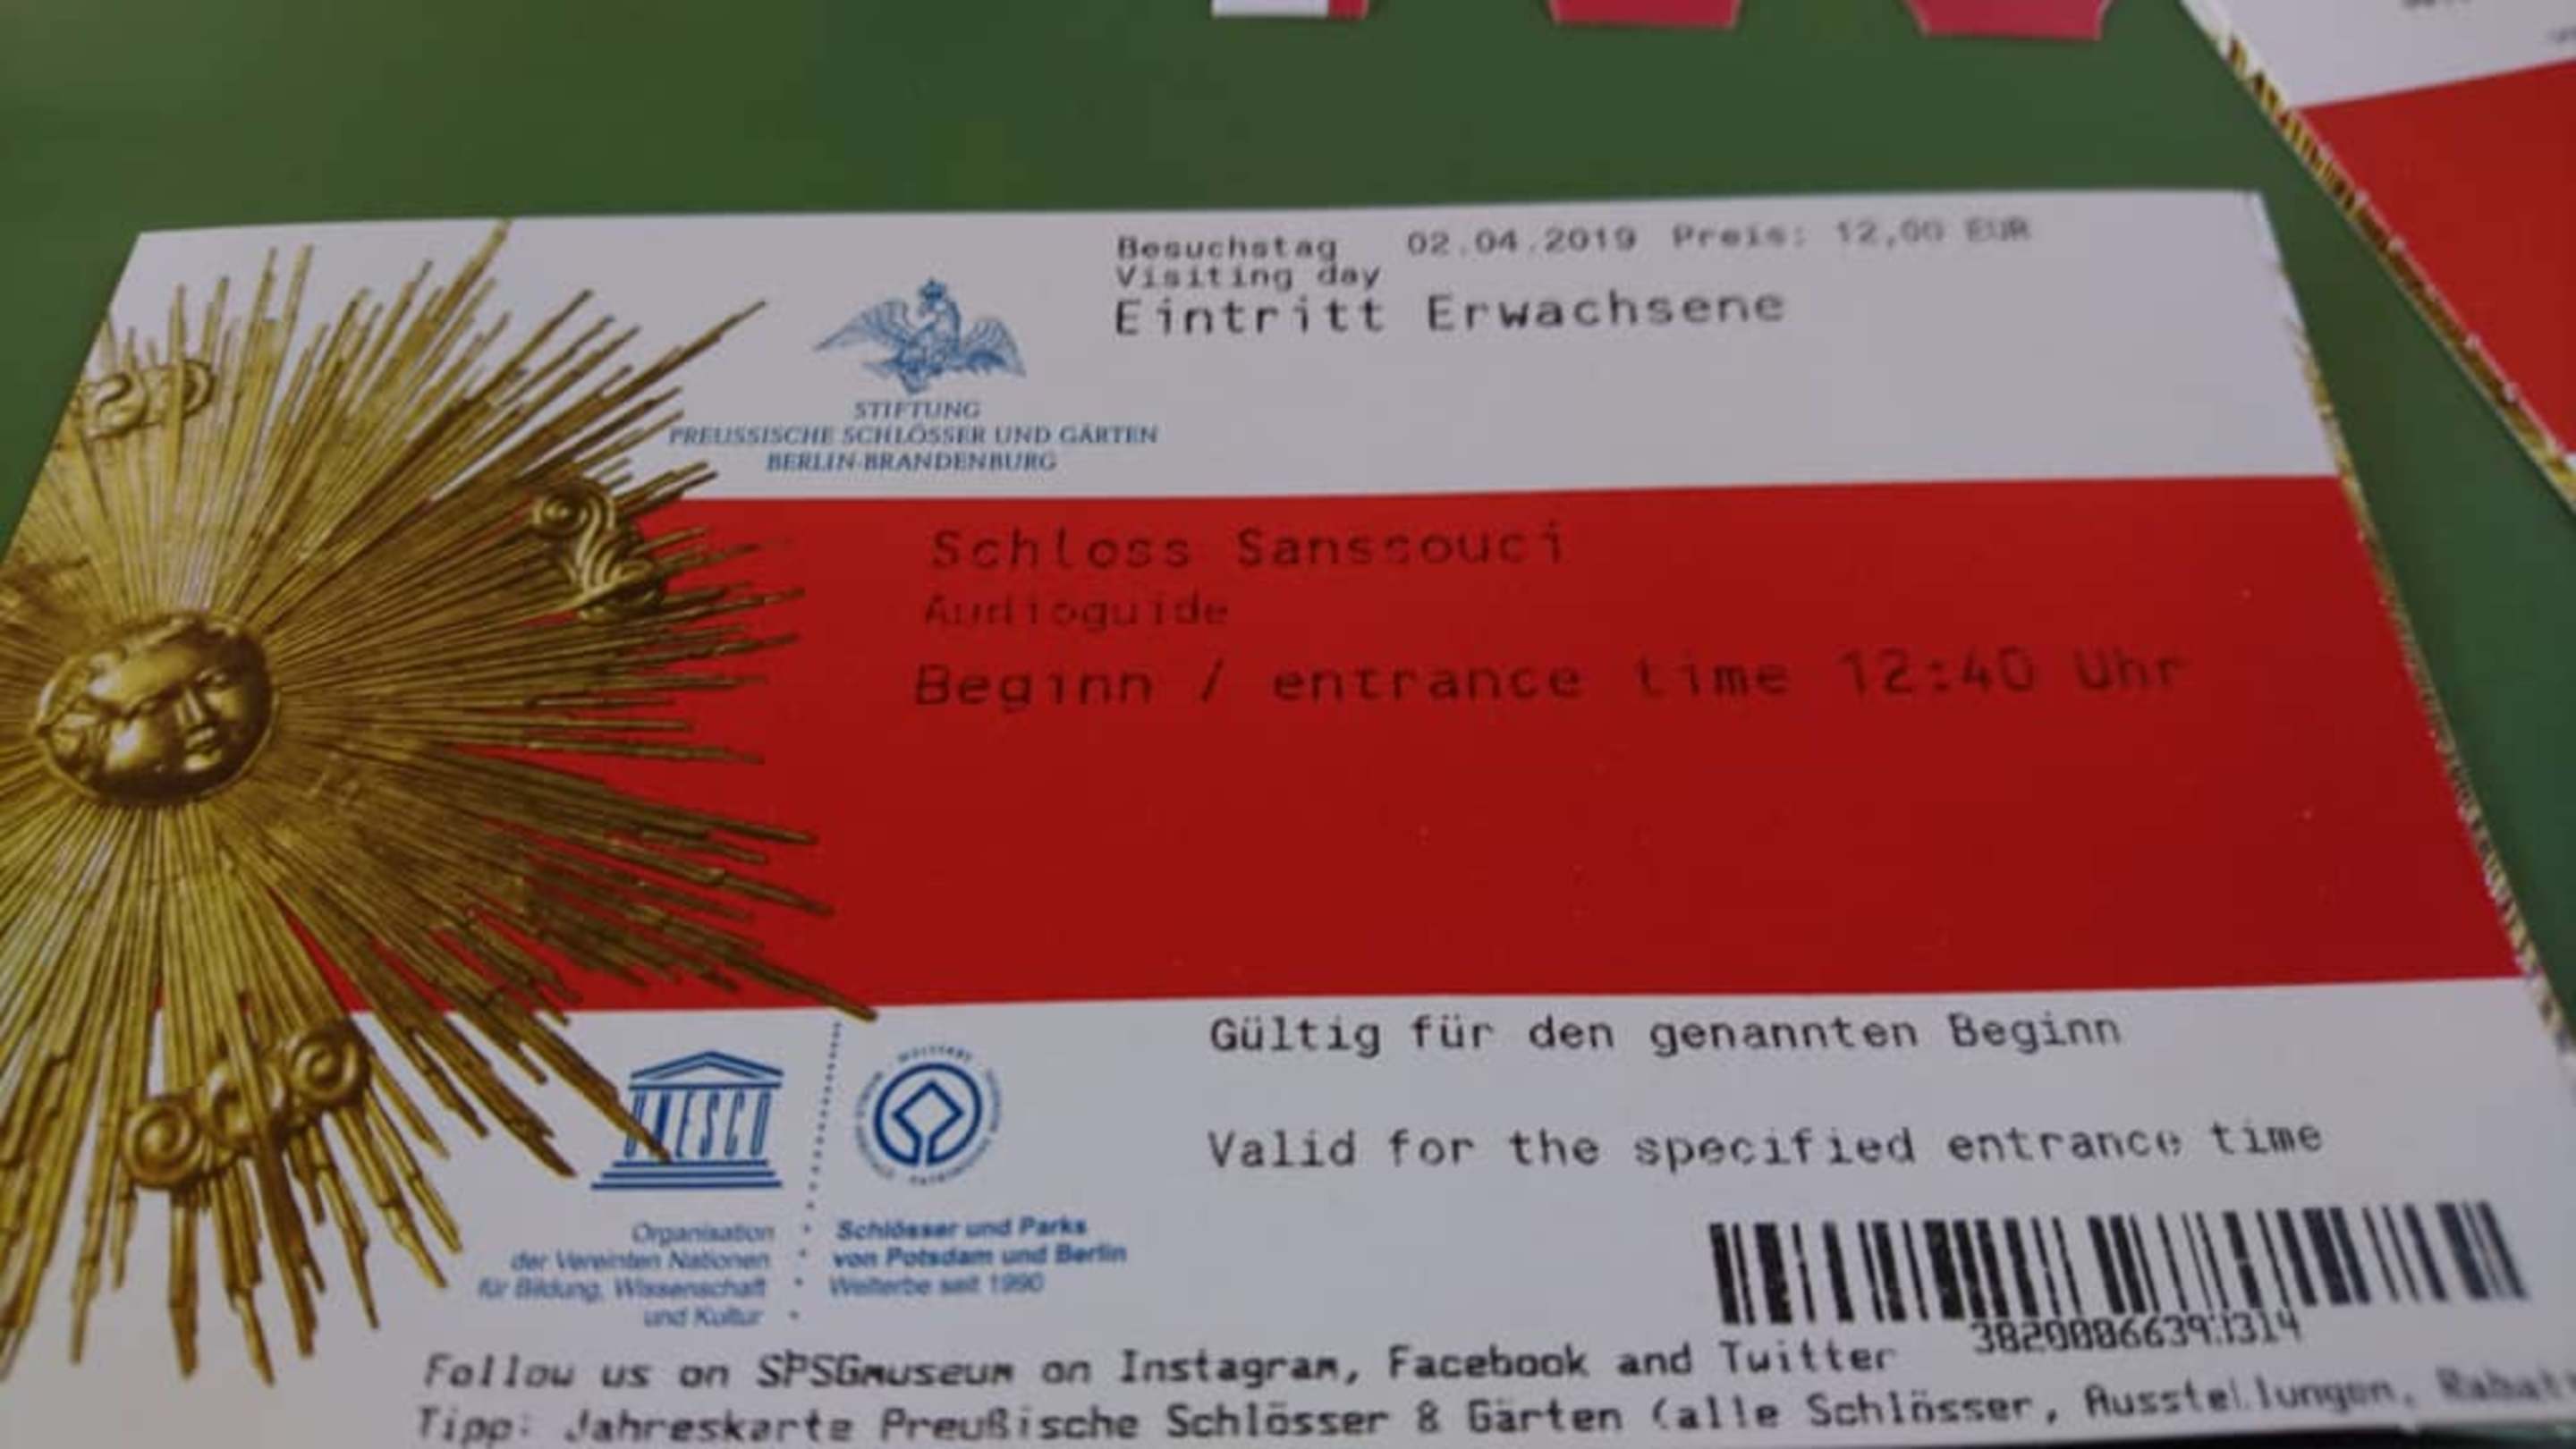 Besuchstag 02.04.2019 Preis: 12,00 EUR
Visiting day
Eintritt Erwachsene
STIFTUNG
PREUSSISCHE SCHLÖSSER UND GÄRTEN
BERLIN-BRANDENBURG
Schloss Sanssouci
Audioguide
Beginn / entrance time 12:40 Uhr
Gültig für den genannten Beginn
Valid for the specified entrance time
UNESCO
Organisation
der Vereinten Nationen
für Bildung, Wissenschaft
und Kultur
Schlösser und Parks
von Potsdam und Berlin
Welterbe seit 1990
Follow us on SPSGmuseum on Instagram, Facebook and Twitter
Tipp: Jahreskarte Preußische Schlösser & Gärten (alle Schlösser, Ausstellungen,